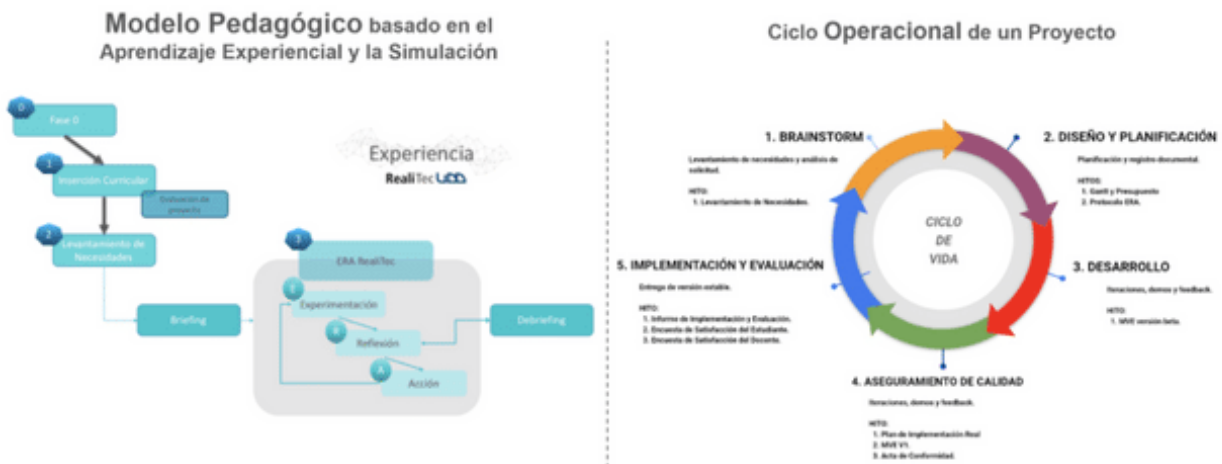 Modelo Pedagógico basado en el
Aprendizaje Experiencial y la Simulación
0
Fase 0
1
Inserción Curricular
Evaluación de
proyecto
2
Levantamiento de
Necesidades
Experiencia
RealiTec UDD
3
ERA RealiTec
E
Experimentación
R
Reflexión
A
Acción
Briefing
Debriefing
Ciclo Operacional de un Proyecto
CICLO
DE
VIDA
1. BRAINSTORM
Levantamiento de necesidades y análisis de
solicitud.
HITO:
1. Levantamiento de Necesidades.
2. DISEÑO Y PLANIFICACIÓN
Planificación y registro documental.
HITOS:
1. Gantt y Presupuesto
2. Protocolo ERA.
3. DESARROLLO
Iteraciones, demos y feedback.
HITO:
1. MVE versión beta.
4. ASEGURAMIENTO DE CALIDAD
Iteraciones, demos y feedback.
HITO:
1. Plan de Implementación Real
2. MVE V1.
3. Acta de Conformidad.
5. IMPLEMENTACIÓN Y EVALUACIÓN
Entrega de versión estable.
HITO:
1. Informe de Implementación y Evaluación.
2. Encuesta de Satisfacción del Estudiante.
3. Encuesta de Satisfacción del Docente.